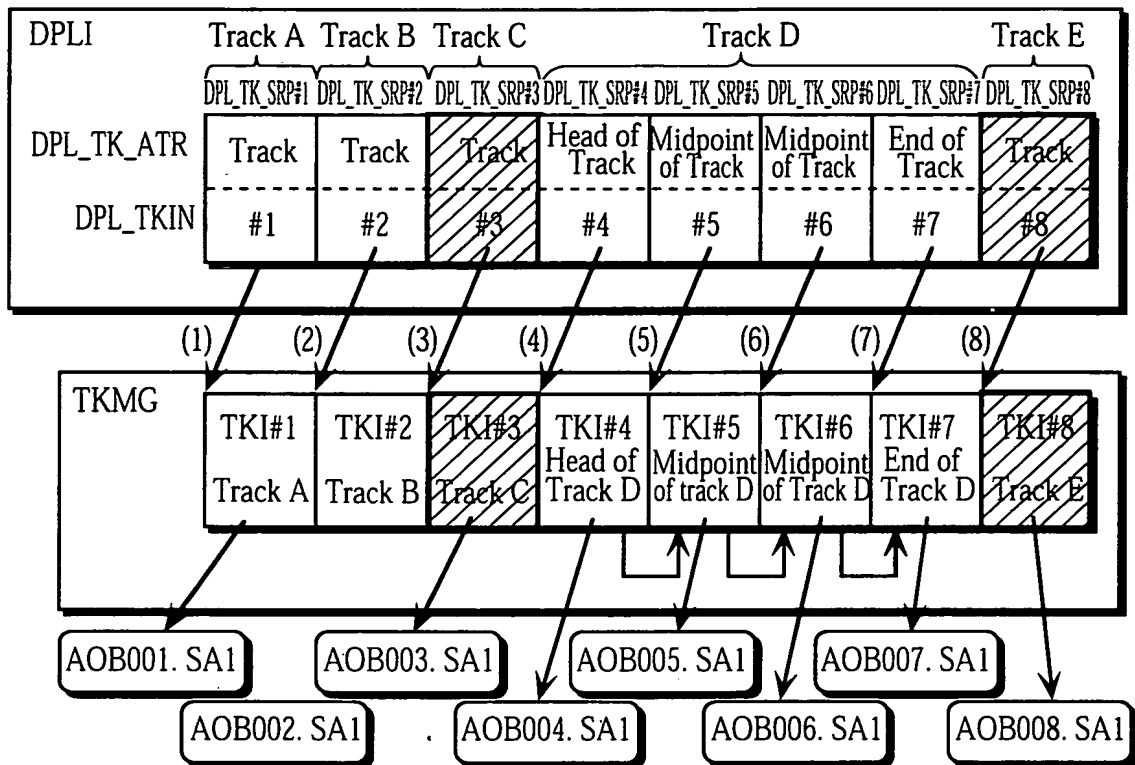 DPLI
Track A Track B Track C Track D Track E
DPL_TK_SRP#1 DPL_TK_SRP#2 DPL_TK_SRP#3 DPL_TK_SRP#4 DPL_TK_SRP#5 DPL_TK_SRP#6 DPL_TK_SRP#7 DPL_TK_SRP#8
DPL_TK_ATR
Track
Track
Track
Head of
Track
Midpoint
of Track
Midpoint
of Track
End of
Track
Track
DPL_TKIN #1 #2 #3 #4 #5 #6 #7 #8
(1) (2) (3) (4) (5) (6) (7) (8)
TKMG
TKI#1
Track A
TKI#2
Track B
TKI#3
Track C
TKI#4
Head of
Track D
TKI#5
Midpoint
of track D
TKI#6
Midpoint
of Track D
TKI#7
End of
Track D
TKI#8
Track E
AOB001. SA1 AOB003. SA1 AOB005. SA1 AOB007. SA1
AOB002. SA1 AOB004. SA1 AOB006. SA1 AOB008. SA1